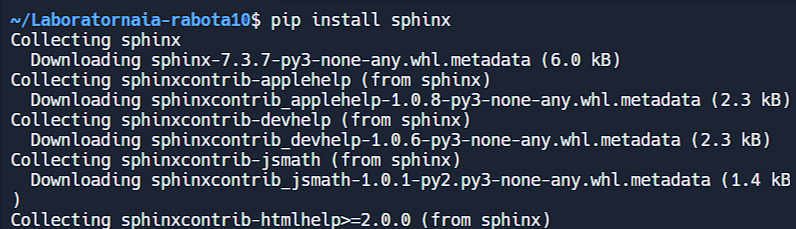 ~/Laboratornaia-rabota10$ pip install sphinx
Collecting sphinx
  Downloading sphinx-7.3.7-py3-none-any.whl.metadata (6.0 kB)
Collecting sphinxcontrib-applehelp (from sphinx)
  Downloading sphinxcontrib_applehelp-1.0.8-py3-none-any.whl.metadata (2.3 kB)
Collecting sphinxcontrib-devhelp (from sphinx)
  Downloading sphinxcontrib_devhelp-1.0.6-py3-none-any.whl.metadata (2.3 kB)
Collecting sphinxcontrib-jsmath (from sphinx)
  Downloading sphinxcontrib_jsmath-1.0.1-py2.py3-none-any.whl.metadata (1.4 kB
)
Collecting sphinxcontrib-htmlhelp>=2.0.0 (from sphinx)